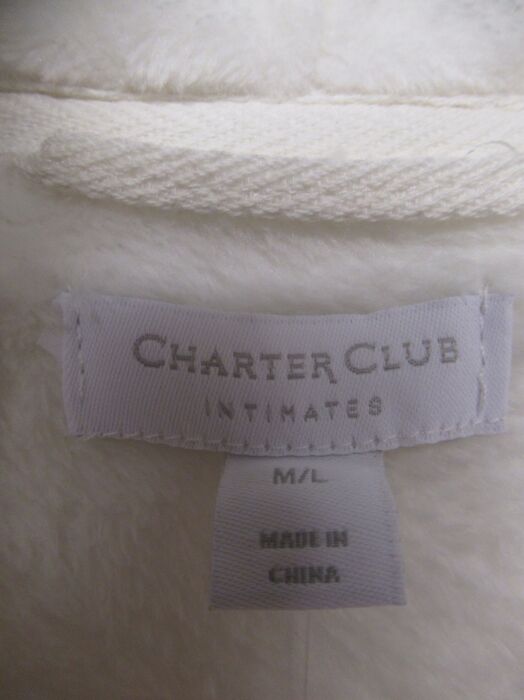 CHARTER CLUB
INTIMATES
M/L
MADE IN
CHINA